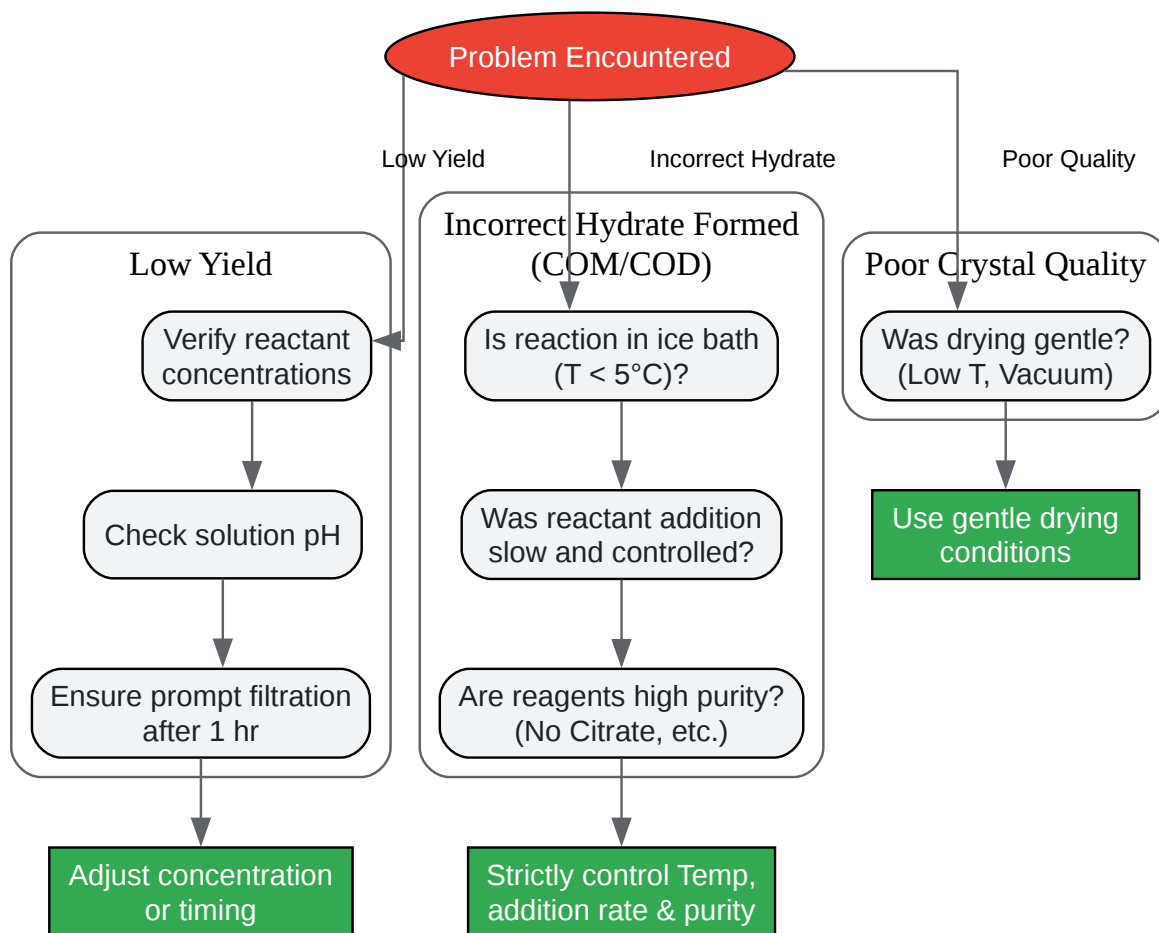 Problem Encountered
Low Yield
Incorrect Hydrate
Poor Quality
Low Yield
Verify reactant
concentrations
Check solution pH
Ensure prompt filtration
after 1 hr
Adjust concentration
or timing
Incorrect Hydrate Formed
(COM/COD)
Is reaction in ice bath
(T < 5°C)?
Was reactant addition
slow and controlled?
Are reagents high purity?
(No Citrate, etc.)
Strictly control Temp,
addition rate & purity
Poor Crystal Quality
Was drying gentle?
(Low T, Vacuum)
Use gentle drying
conditions